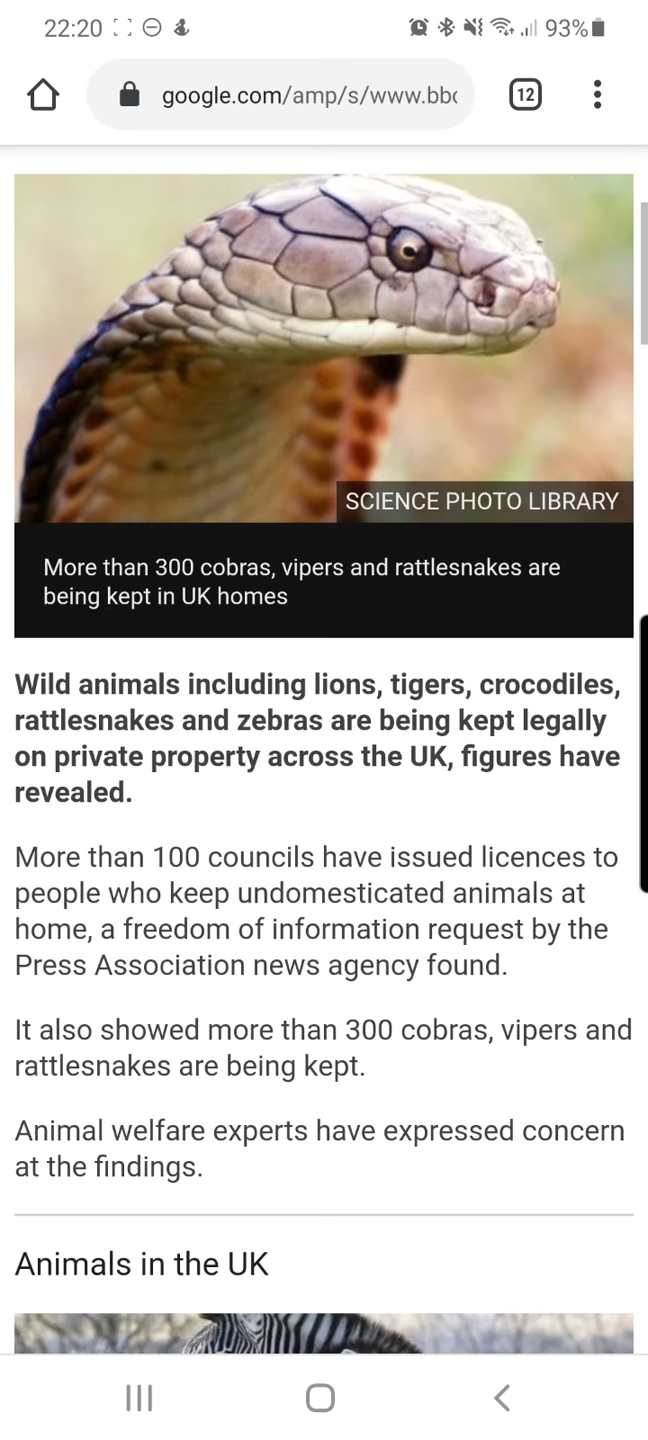 22:20
93%
google.com/amp/s/www.bbc
12
SCIENCE PHOTO LIBRARY
More than 300 cobras, vipers and rattlesnakes are
being kept in UK homes
Wild animals including lions, tigers, crocodiles,
rattlesnakes and zebras are being kept legally
on private property across the UK, figures have
revealed.
More than 100 councils have issued licences to
people who keep undomesticated animals at
home, a freedom of information request by the
Press Association news agency found.
It also showed more than 300 cobras, vipers and
rattlesnakes are being kept.
Animal welfare experts have expressed concern
at the findings.
Animals in the UK